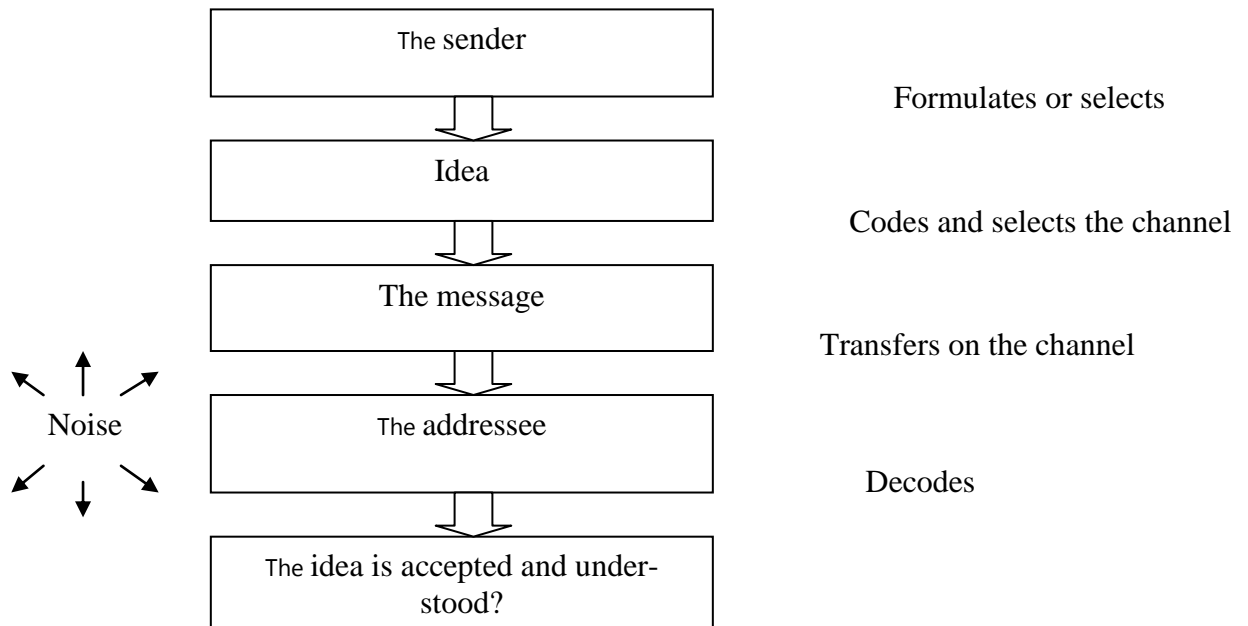 The sender
Formulates or selects
Idea
Codes and selects the channel
The message
Transfers on the channel
Noise
The addressee
Decodes
The idea is accepted and under-
stood?